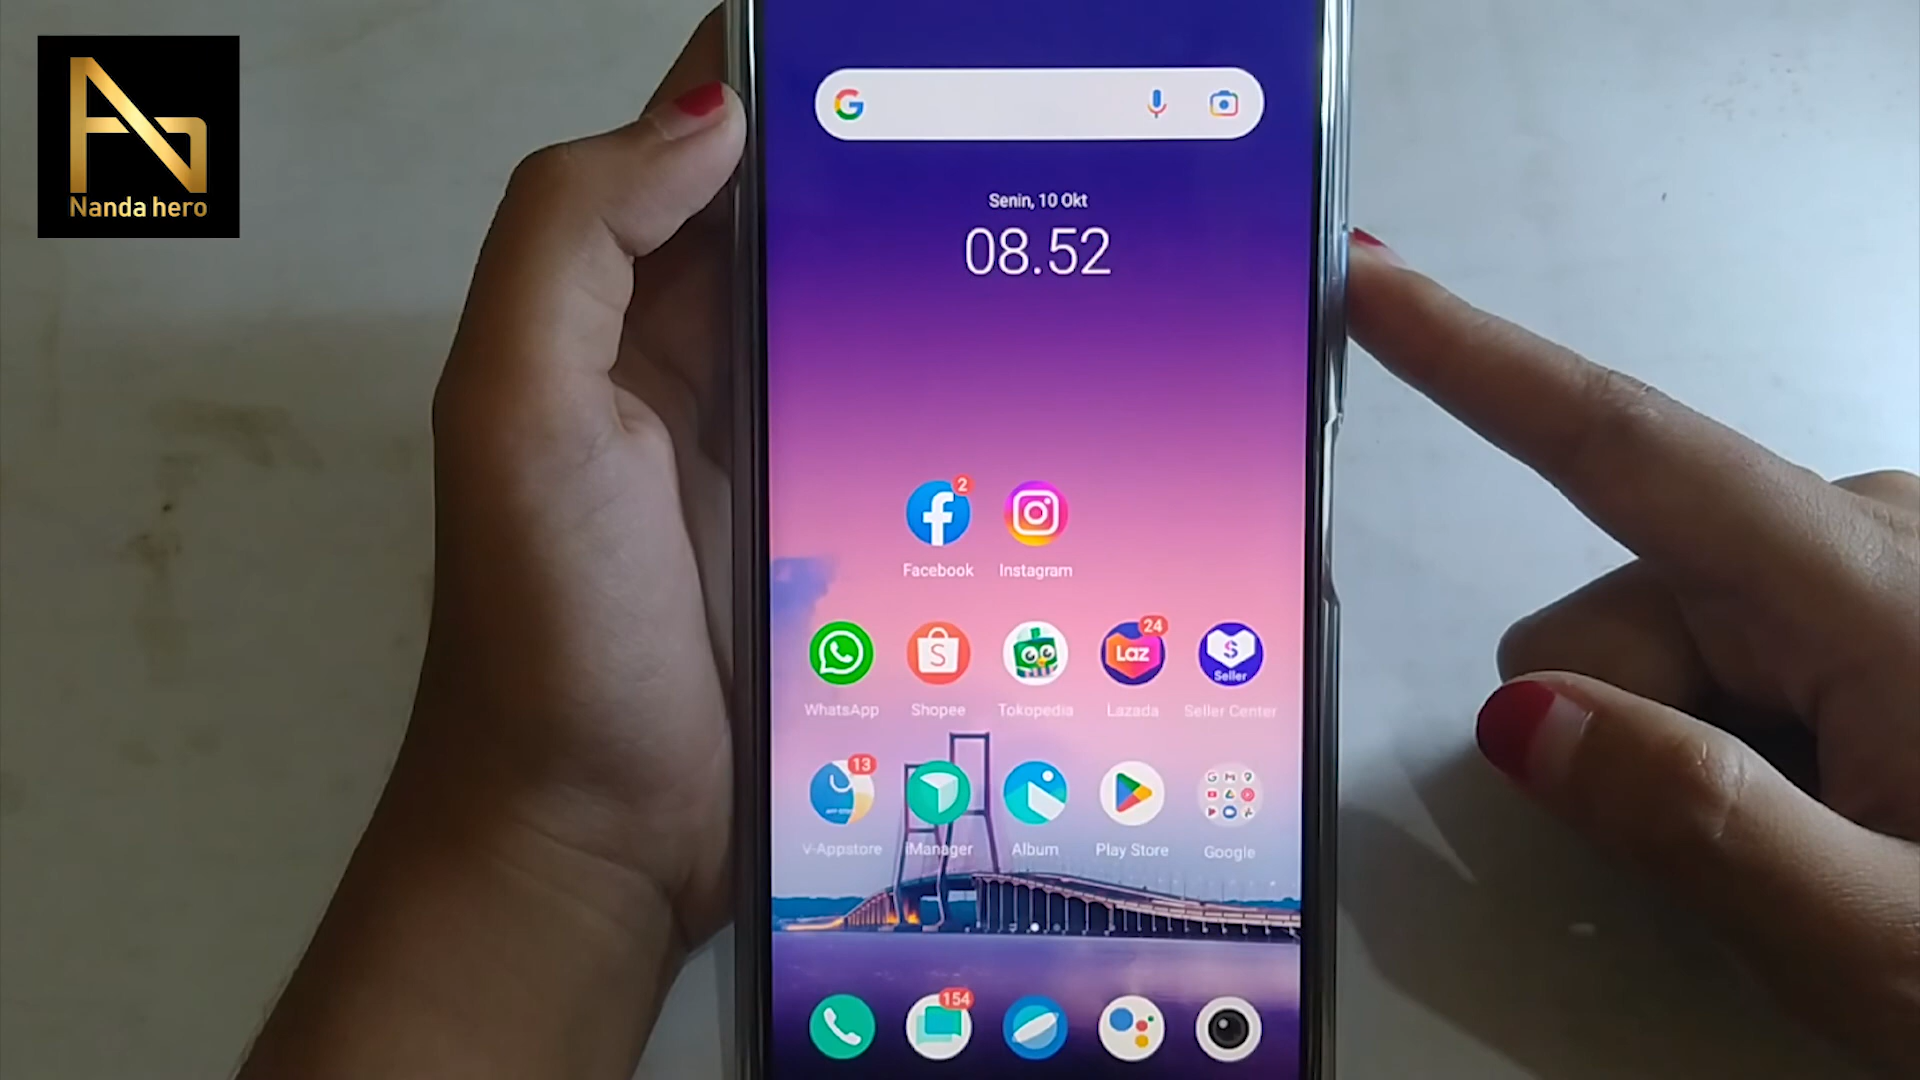 Nanda hero
Senin, 10 Okt
08.52
2
Facebook
Instagram
24
Laz
Seller
WhatsApp
Shopee
Tokopedia
Lazada
Seller Center
13
V-Appstore
iManager
Album
Play Store
Google
154